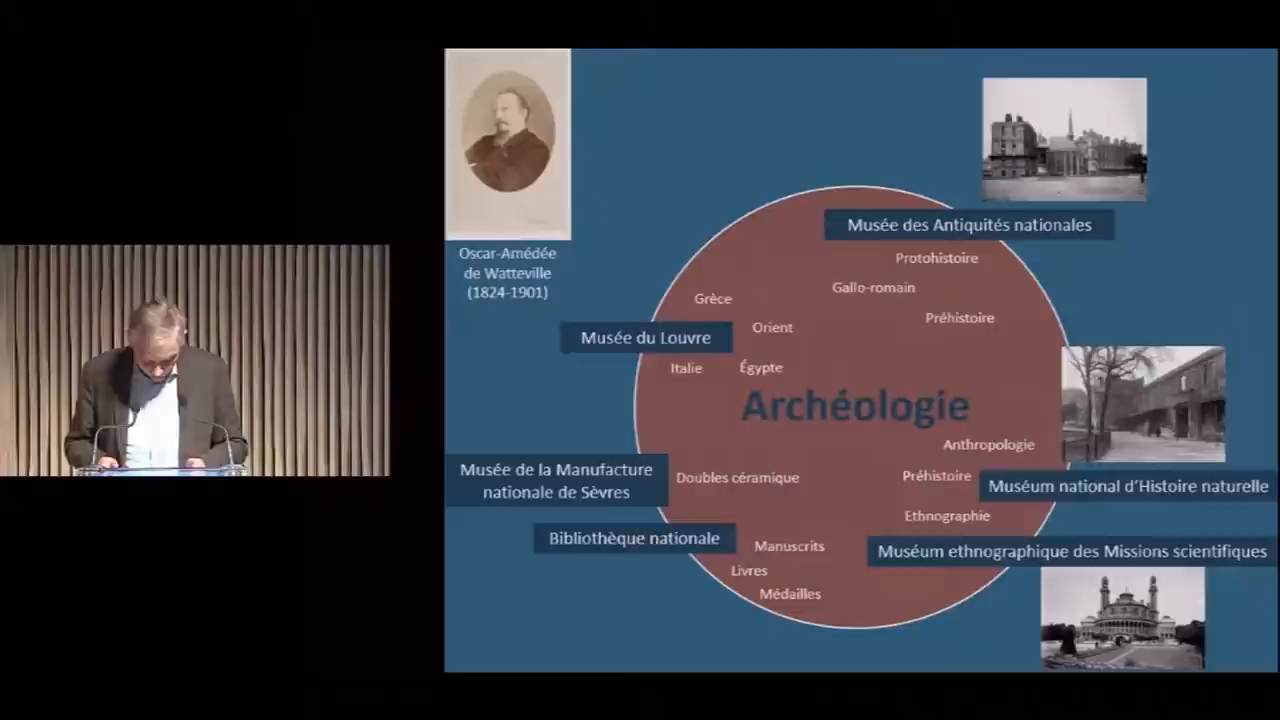 Oscar-Amédée
de Watteville
(1824-1901)
Musée des Antiquités nationales
Protohistoire
Gallo-romain
Préhistoire
Grèce
Orient
Musée du Louvre
Italie
Égypte
Archéologie
Anthropologie
Musée de la Manufacture
nationale de Sèvres
Doubles céramique
Préhistoire
Muséum national d'Histoire naturelle
Ethnographie
Bibliothèque nationale
Manuscrits
Muséum ethnographique des Missions scientifiques
Livres
Médailles